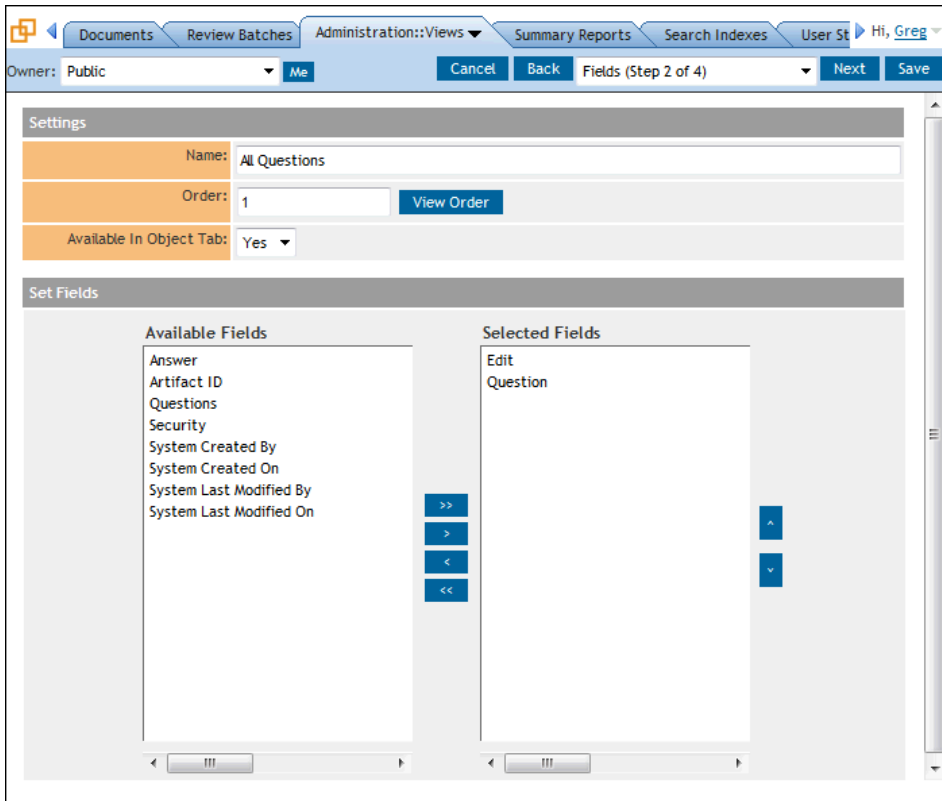 Documents Review Batches Administration::Views Summary Reports Search Indexes User St Hi, Greg
Owner: Public Me Cancel Back Fields (Step 2 of 4) Next Save
Settings
Name: All Questions
Order: 1 View Order
Available In Object Tab: Yes
Set Fields
Available Fields
Answer
Artifact ID
Questions
Security
System Created By
System Created On
System Last Modified By
System Last Modified On
>>
>
<
<<
Selected Fields
Edit
Question
^
v